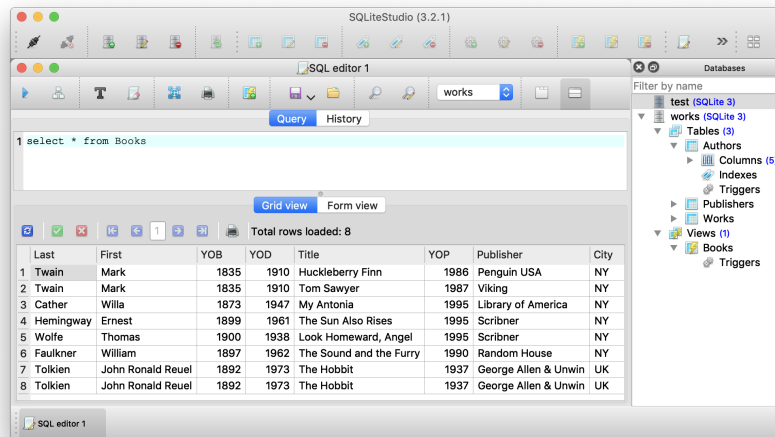 SQLiteStudio (3.2.1)
SQL editor 1
Databases
works
Filter by name
test (SQLite 3)
works (SQLite 3)
Tables (3)
Authors
Columns (5
Indexes
Triggers
Publishers
Works
Views (1)
Books
Triggers
Query History
1 select * from Books
Grid view Form view
1 Total rows loaded: 8
Last First YOB YOD Title YOP Publisher City
1 Twain Mark 1835 1910 Huckleberry Finn 1986 Penguin USA NY
2 Twain Mark 1835 1910 Tom Sawyer 1987 Viking NY
3 Cather Willa 1873 1947 My Antonia 1995 Library of America NY
4 Hemingway Ernest 1899 1961 The Sun Also Rises 1995 Scribner NY
5 Wolfe Thomas 1900 1938 Look Homeward, Angel 1995 Scribner NY
6 Faulkner William 1897 1962 The Sound and the Furry 1990 Random House NY
7 Tolkien John Ronald Reuel 1892 1973 The Hobbit 1937 George Allen & Unwin UK
8 Tolkien John Ronald Reuel 1892 1973 The Hobbit 1937 George Allen & Unwin UK
SQL editor 1